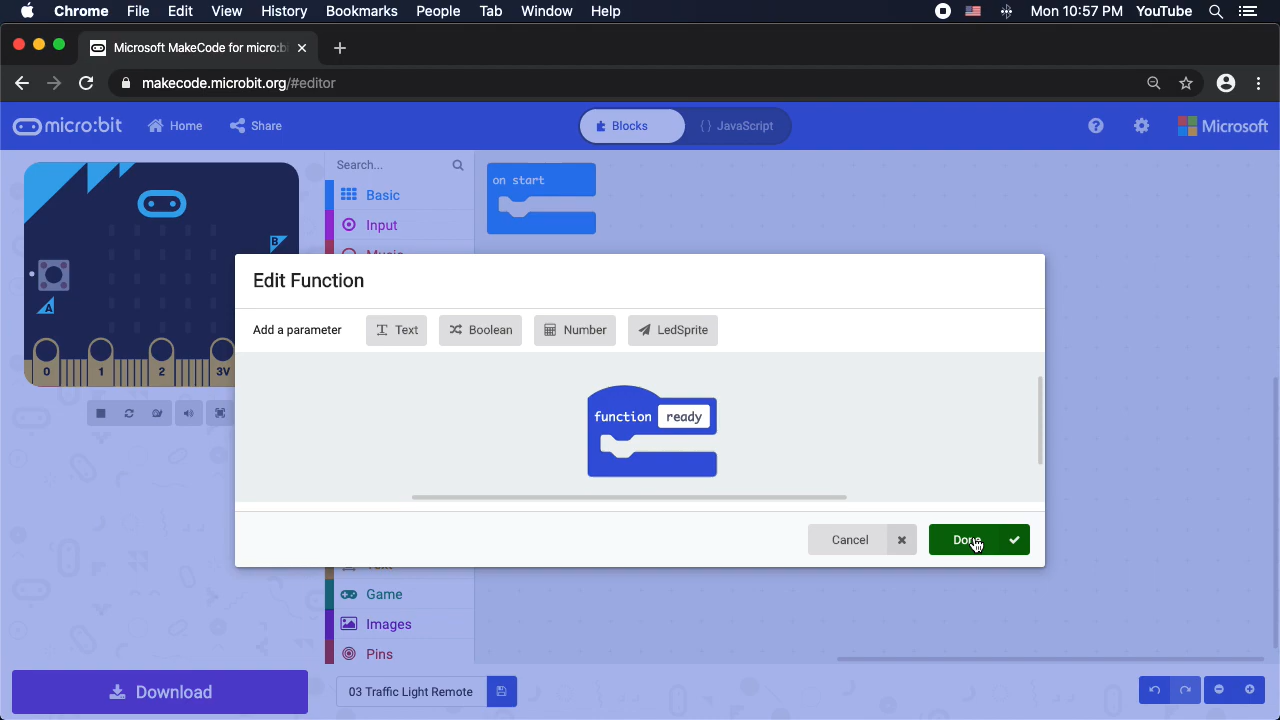 Chrome File Edit View History Bookmarks People Tab Window Help Mon 10:57 PM YouTube
Microsoft MakeCode for micro:b
makecode.microbit.org/#editor
micro:bit Home Share Blocks {} JavaScript Microsoft
Search...
on start
Basic
Input
B
Edit Function
A
Add a parameter Text Boolean Number LedSprite
0 1 2 3V
function ready
Cancel Done
Game
Images
Pins
Download 03 Traffic Light Remote